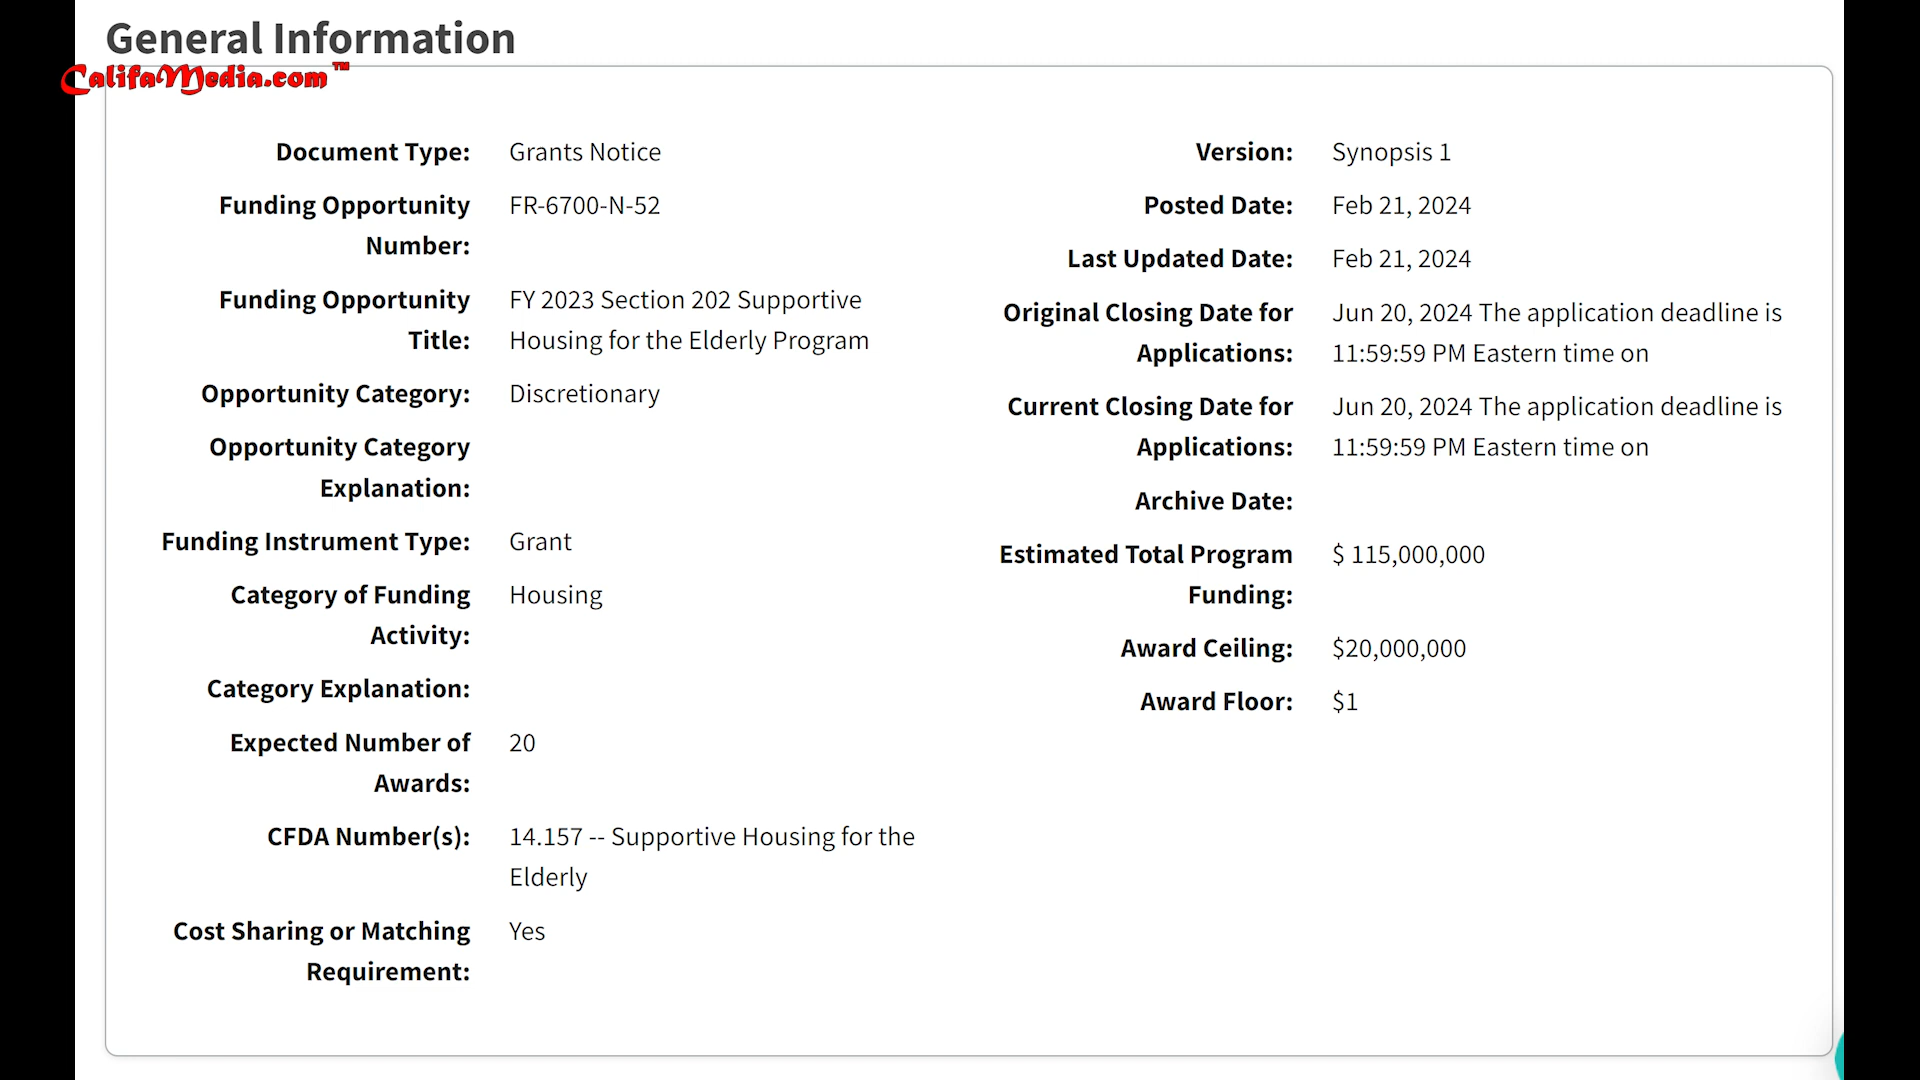 General Information
CalifaMedia.com™
Document Type: Grants Notice
Funding Opportunity FR-6700-N-52
Number:
Funding Opportunity FY 2023 Section 202 Supportive
Title: Housing for the Elderly Program
Opportunity Category: Discretionary
Opportunity Category
Explanation:
Funding Instrument Type: Grant
Category of Funding Housing
Activity:
Category Explanation:
Expected Number of 20
Awards:
CFDA Number(s): 14.157 -- Supportive Housing for the
Elderly
Cost Sharing or Matching Yes
Requirement:
Version: Synopsis 1
Posted Date: Feb 21, 2024
Last Updated Date: Feb 21, 2024
Original Closing Date for Jun 20, 2024 The application deadline is
Applications: 11:59:59 PM Eastern time on
Current Closing Date for Jun 20, 2024 The application deadline is
Applications: 11:59:59 PM Eastern time on
Archive Date:
Estimated Total Program $ 115,000,000
Funding:
Award Ceiling: $20,000,000
Award Floor: $1